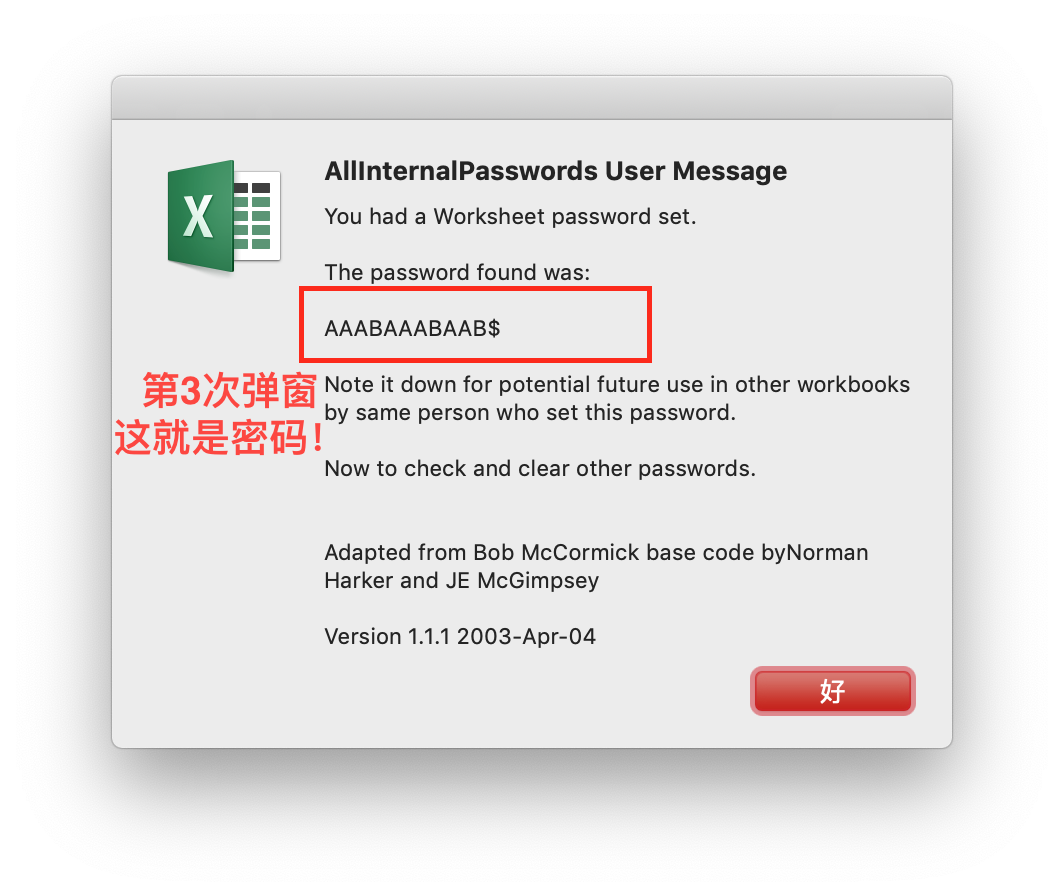 AllInternalPasswords User Message
You had a Worksheet password set.
The password found was:
AAABAAABAAB$
第3次弹窗
这就是密码!
Note it down for potential future use in other workbooks
by same person who set this password.
Now to check and clear other passwords.
Adapted from Bob McCormick base code byNorman
Harker and JE McGimpsey
Version 1.1.1 2003-Apr-04
好